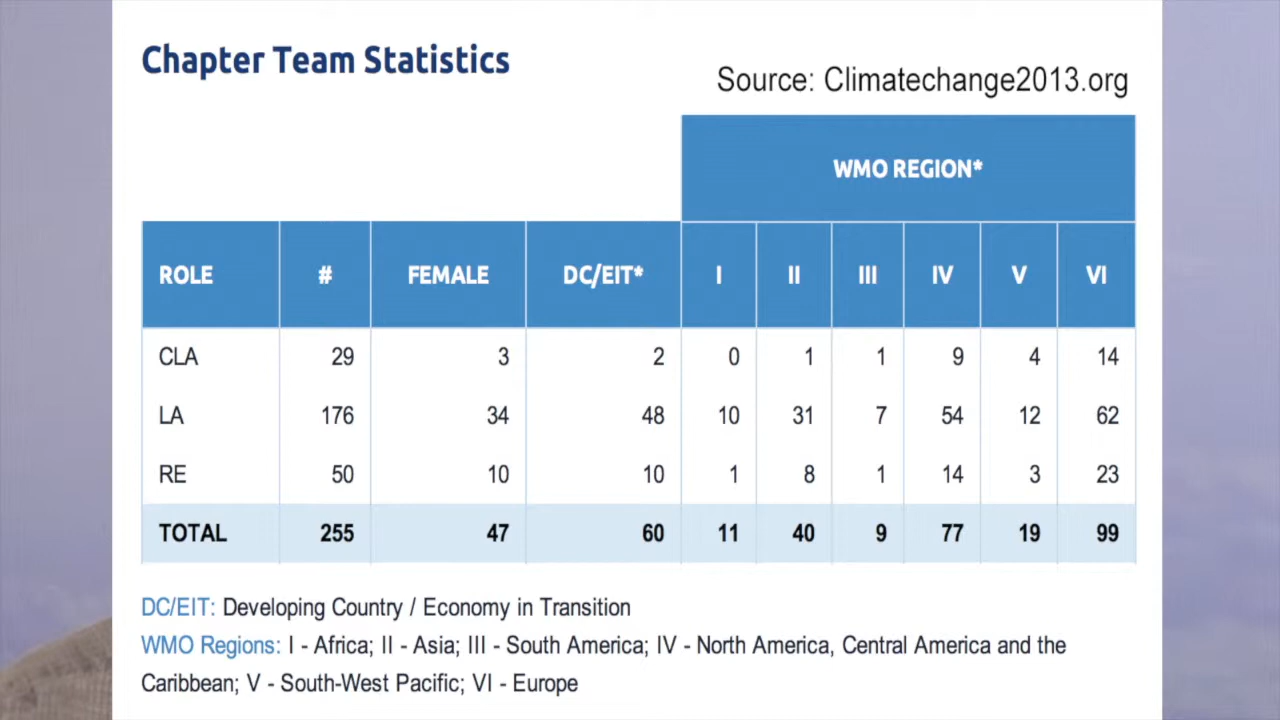 Chapter Team Statistics
Source: Climatechange2013.org
WMO REGION*
ROLE # FEMALE DC/EIT* I II III IV V VI
CLA 29 3 2 0 1 1 9 4 14
LA 176 34 48 10 31 7 54 12 62
RE 50 10 10 1 8 1 14 3 23
TOTAL 255 47 60 11 40 9 77 19 99
DC/EIT: Developing Country / Economy in Transition
WMO Regions: I - Africa; II - Asia; III - South America; IV - North America, Central America and the
Caribbean; V - South-West Pacific; VI - Europe